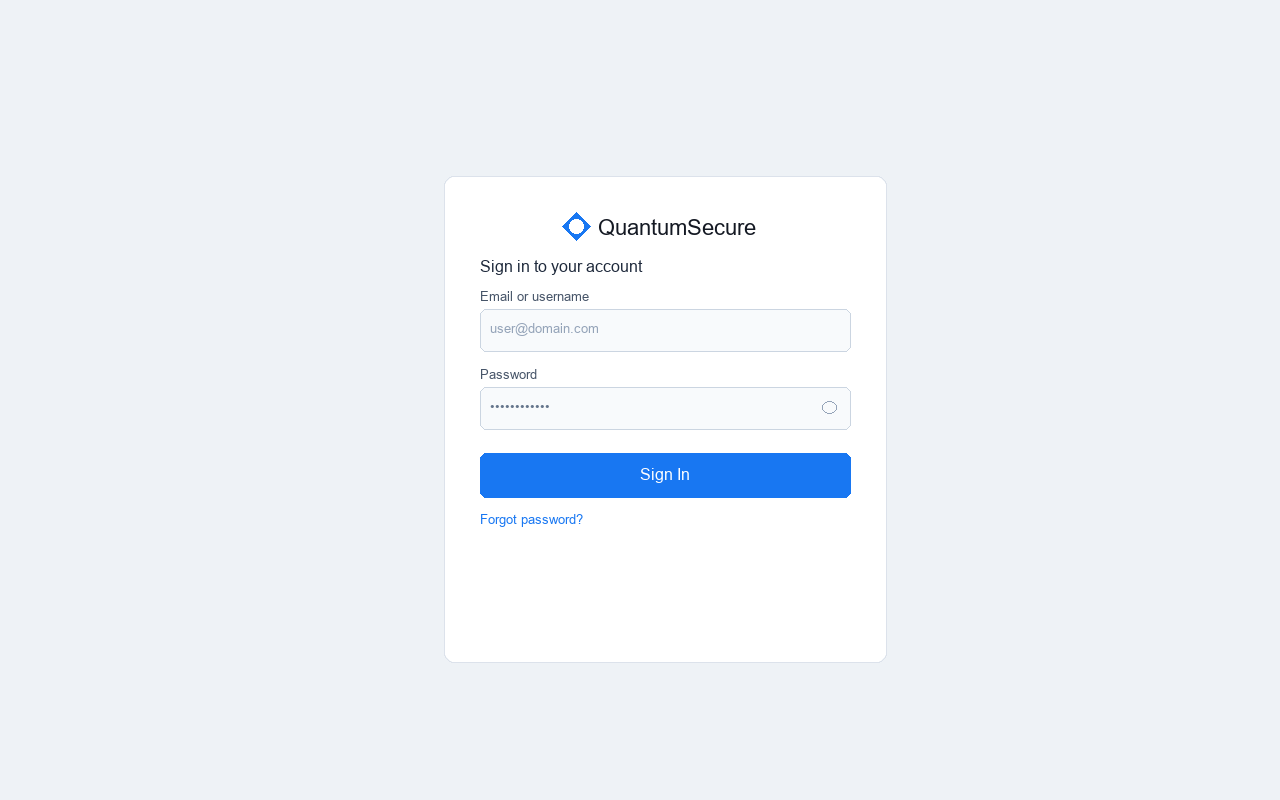 QuantumSecure
Sign in to your account
Email or username
user@domain.com
Password
••••••••••••
Sign In
Forgot password?